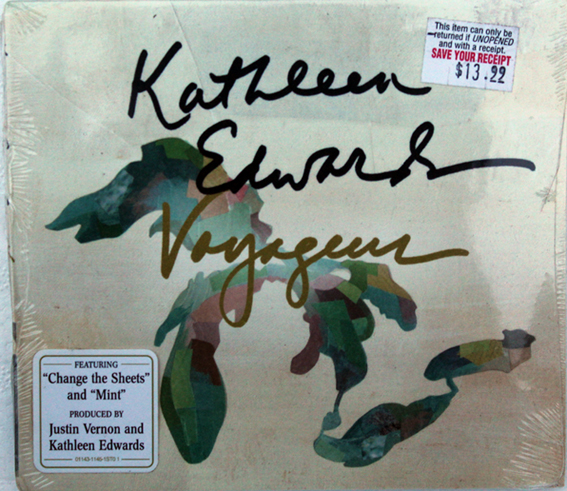 This item can only be
returned if UNOPENED
and with a receipt.
SAVE YOUR RECEIPT
$13.22
Kathleen
Edwards
Voyageur
FEATURING
"Change the Sheets"
and "Mint"
PRODUCED BY
Justin Vernon and
Kathleen Edwards